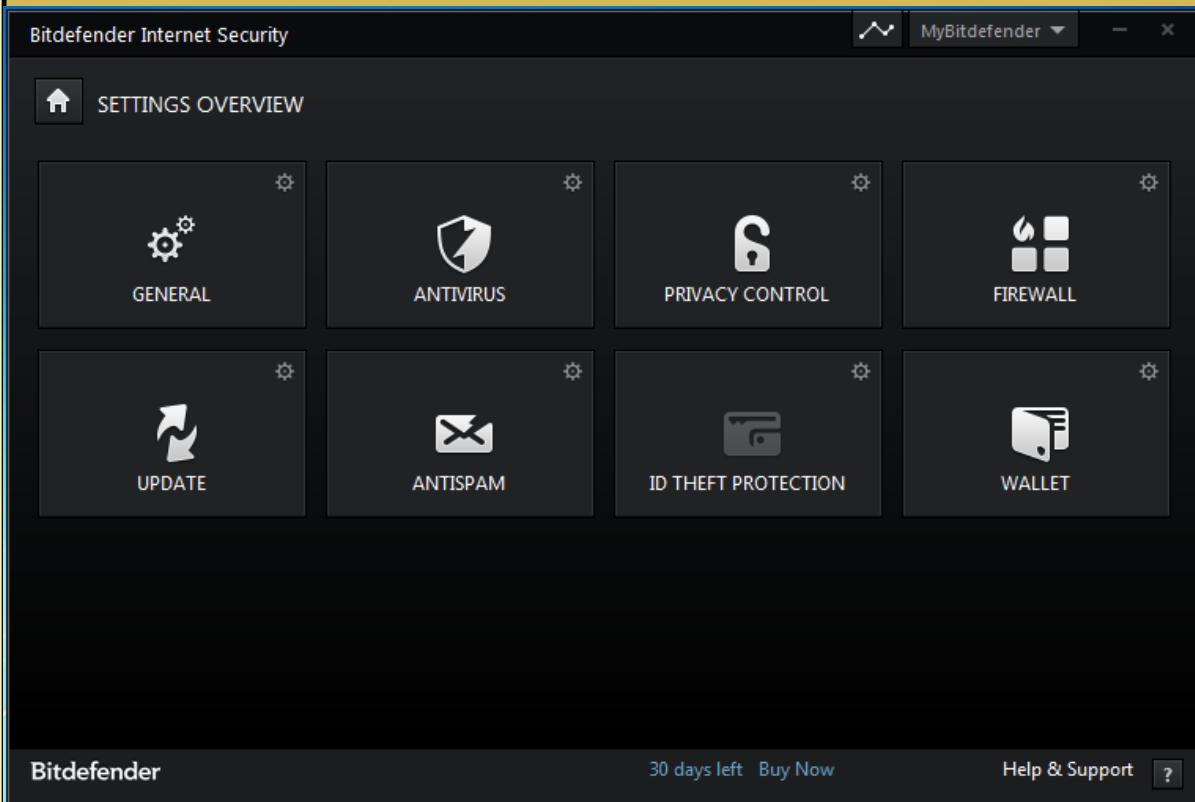 Bitdefender Internet Security
MyBitdefender
SETTINGS OVERVIEW
GENERAL
ANTIVIRUS
PRIVACY CONTROL
FIREWALL
UPDATE
ANTISPAM
ID THEFT PROTECTION
WALLET
Bitdefender
30 days left Buy Now
Help & Support ?